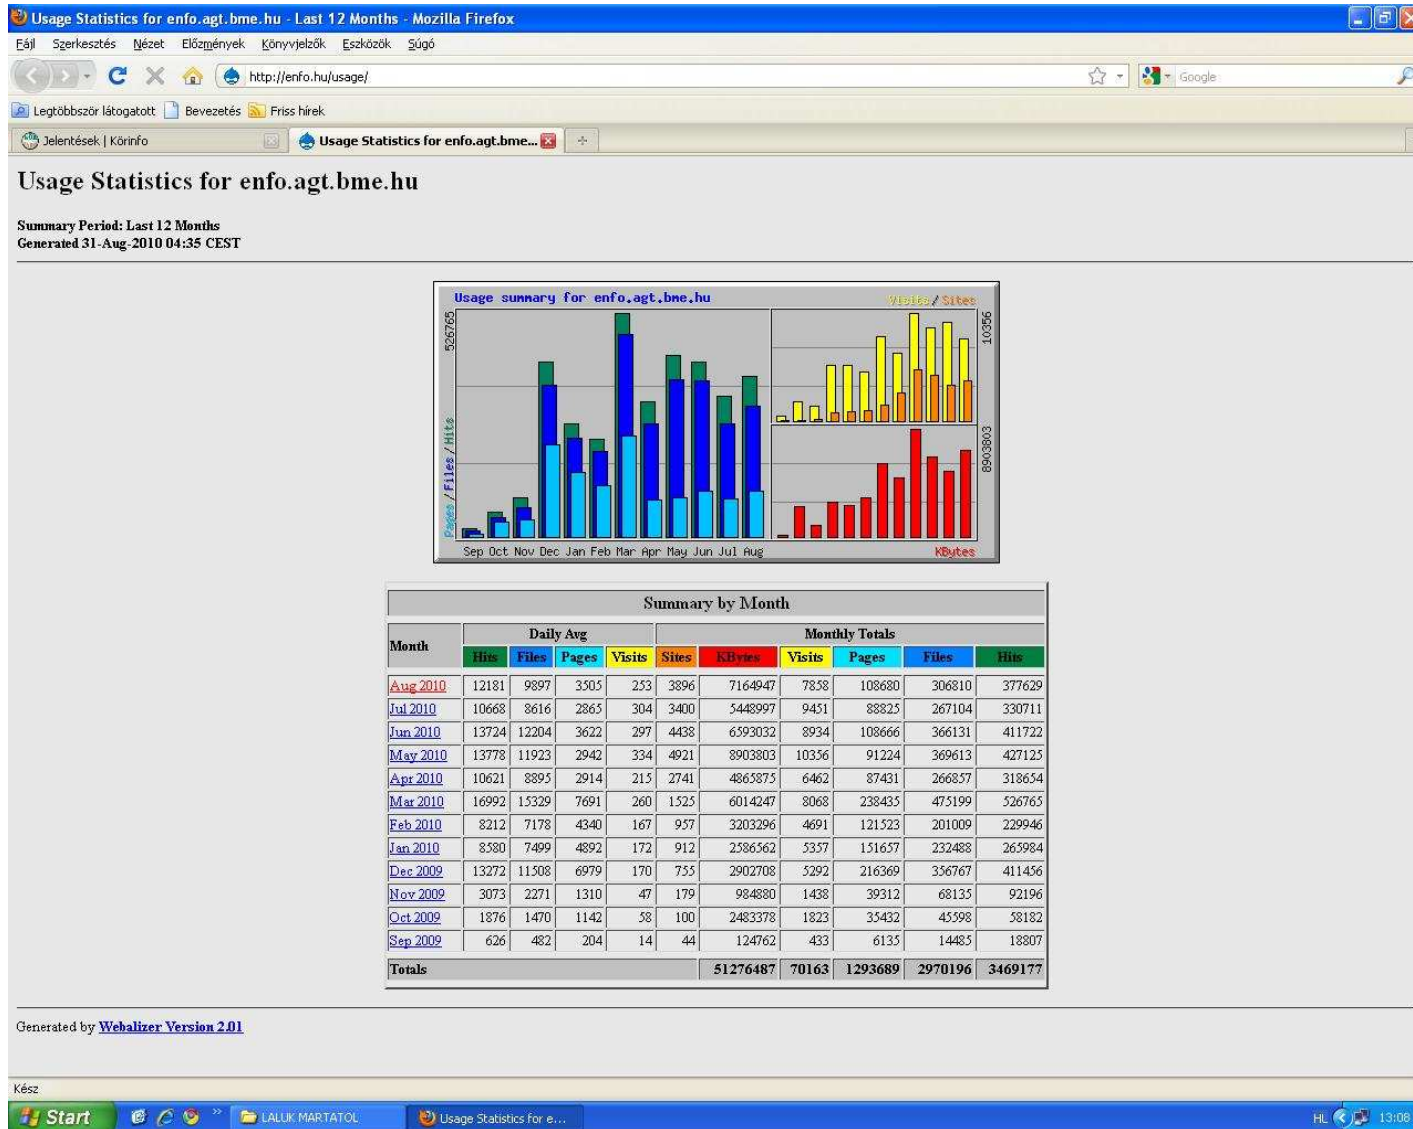 Usage Statistics for enfo.agt.bme.hu - Last 12 Months - Mozilla Firefox
Fájl Szerkesztés Nézet Előzmények Könyvjelzők Eszközök Súgó
http://enfo.hu/usage/ Google
Legtöbbször látogatott Bevezetés Friss hírek
Jelentések | Körinfo Usage Statistics for enfo.agt.bme...
Usage Statistics for enfo.agt.bme.hu
Summary Period: Last 12 Months
Generated 31-Aug-2010 04:35 CEST
Usage summary for enfo.agt.bme.hu Visits / Sites
526765
10356
Pages / Files / Hits
8903803
Sep Oct Nov Dec Jan Feb Mar Apr May Jun Jul Aug KBytes
Summary by Month
Month Daily Avg Monthly Totals
Hits Files Pages Visits Sites KBytes Visits Pages Files Hits
Aug 2010 12181 9897 3505 253 3896 7164947 7858 108680 306810 377629
Jul 2010 10668 8616 2865 304 3400 5448997 9451 88825 267104 330711
Jun 2010 13724 12204 3622 297 4438 6593032 8934 108666 366131 411722
May 2010 13778 11923 2942 334 4921 8903803 10356 91224 369613 427125
Apr 2010 10621 8895 2914 215 2741 4865875 6462 87431 266857 318654
Mar 2010 16992 15329 7691 260 1525 6014247 8068 238435 475199 526765
Feb 2010 8212 7178 4340 167 957 3203296 4691 121523 201009 229946
Jan 2010 8580 7499 4892 172 912 2586562 5357 151657 232488 265984
Dec 2009 13272 11508 6979 170 755 2902708 5292 216369 356767 411456
Nov 2009 3073 2271 1310 47 179 984880 1438 39312 68135 92196
Oct 2009 1876 1470 1142 58 100 2483378 1823 35432 45598 58182
Sep 2009 626 482 204 14 44 124762 433 6135 14485 18807
Totals 51276487 70163 1293689 2970196 3469177
Generated by Webalizer Version 2.01
Kész
Start LALUK MARTATOL Usage Statistics for e... HL 13:08